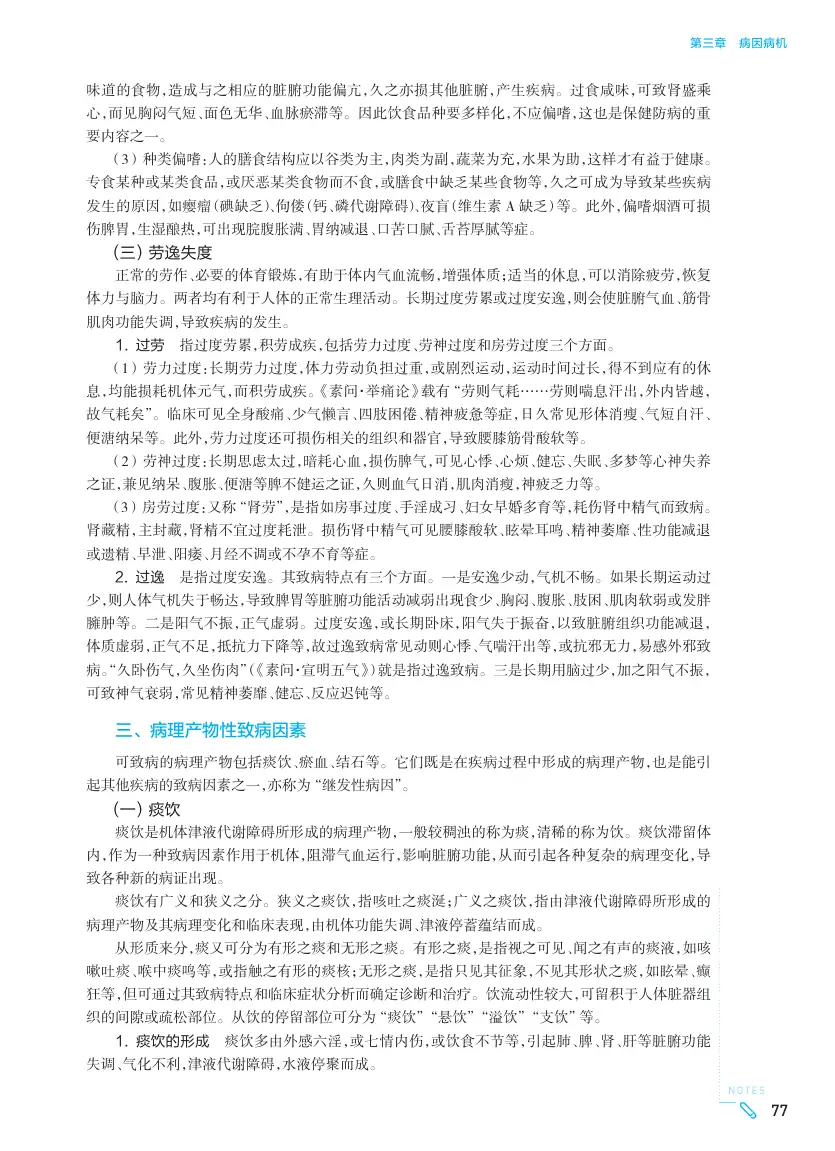 第三章 病因病机
味道的食物，造成与之相应的脏腑功能偏亢，久之亦损其他脏腑，产生疾病。过食咸味，可致肾盛乘
心，而见胸闷气短、面色无华、血脉瘀滞等。因此饮食品种要多样化，不应偏嗜，这也是保健防病的重
要内容之一。
（3）种类偏嗜：人的膳食结构应以谷类为主，肉类为副，蔬菜为充，水果为助，这样才有益于健康。
专食某种或某类食品，或厌恶某类食物而不食，或膳食中缺乏某些食物等，久之可成为导致某些疾病
发生的原因，如瘿瘤（碘缺乏）、佝偻（钙、磷代谢障碍）、夜盲（维生素 A 缺乏）等。此外，偏嗜烟酒可损
伤脾胃，生湿酿热，可出现脘腹胀满、胃纳减退、口苦口腻、舌苔厚腻等症。
（三）劳逸失度
正常的劳作、必要的体育锻炼，有助于体内气血流畅，增强体质；适当的休息，可以消除疲劳，恢复
体力与脑力。两者均有利于人体的正常生理活动。长期过度劳累或过度安逸，则会使脏腑气血、筋骨
肌肉功能失调，导致疾病的发生。
1. 过劳 指过度劳累，积劳成疾，包括劳力过度、劳神过度和房劳过度三个方面。
（1）劳力过度：长期劳力过度，体力劳动负担过重，或剧烈运动，运动时间过长，得不到应有的休
息，均能损耗机体元气，而积劳成疾。《素问·举痛论》载有“劳则气耗……劳则喘息汗出，外内皆越，
故气耗矣”。临床可见全身酸痛、少气懒言、四肢困倦、精神疲惫等症，日久常见形体消瘦、气短自汗、
便溏纳呆等。此外，劳力过度还可损伤相关的组织和器官，导致腰膝筋骨酸软等。
（2）劳神过度：长期思虑太过，暗耗心血，损伤脾气，可见心悸、心烦、健忘、失眠、多梦等心神失养
之证，兼见纳呆、腹胀、便溏等脾不健运之证，久则血气日消，肌肉消瘦，神疲乏力等。
（3）房劳过度：又称“肾劳”，是指如房事过度、手淫成习、妇女早婚多育等，耗伤肾中精气而致病。
肾藏精，主封藏，肾精不宜过度耗泄。损伤肾中精气可见腰膝酸软、眩晕耳鸣、精神萎靡、性功能减退
或遗精、早泄、阳痿、月经不调或不孕不育等症。
2. 过逸 是指过度安逸。其致病特点有三个方面。一是安逸少动，气机不畅。如果长期运动过
少，则人体气机失于畅达，导致脾胃等脏腑功能活动减弱出现食少、胸闷、腹胀、肢困、肌肉软弱或发胖
臃肿等。二是阳气不振，正气虚弱。过度安逸，或长期卧床，阳气失于振奋，以致脏腑组织功能减退，
体质虚弱，正气不足，抵抗力下降等，故过逸致病常见动则心悸、气喘汗出等，或抗邪无力，易感外邪致
病。“久卧伤气，久坐伤肉”（《素问·宣明五气》）就是指过逸致病。三是长期用脑过少，加之阳气不振，
可致神气衰弱，常见精神萎靡、健忘、反应迟钝等。
三、病理产物性致病因素
可致病的病理产物包括痰饮、瘀血、结石等。它们既是在疾病过程中形成的病理产物，也是能引
起其他疾病的致病因素之一，亦称为“继发性病因”。
（一）痰饮
痰饮是机体津液代谢障碍所形成的病理产物，一般较稠浊的称为痰，清稀的称为饮。痰饮滞留体
内，作为一种致病因素作用于机体，阻滞气血运行，影响脏腑功能，从而引起各种复杂的病理变化，导
致各种新的病证出现。
痰饮有广义和狭义之分。狭义之痰饮，指咳吐之痰涎；广义之痰饮，指由津液代谢障碍所形成的
病理产物及其病理变化和临床表现，由机体功能失调、津液停蓄蕴结而成。
从形质来分，痰又可分为有形之痰和无形之痰。有形之痰，是指视之可见、闻之有声的痰液，如咳
嗽吐痰、喉中痰鸣等，或指触之有形的痰核；无形之痰，是指只见其征象，不见其形状之痰，如眩晕、癫
狂等，但可通过其致病特点和临床症状分析而确定诊断和治疗。饮流动性较大，可留积于人体脏器组
织的间隙或疏松部位。从饮的停留部位可分为“痰饮”“悬饮”“溢饮”“支饮”等。
1. 痰饮的形成 痰饮多由外感六淫，或七情内伤，或饮食不节等，引起肺、脾、肾、肝等脏腑功能
失调、气化不利，津液代谢障碍，水液停聚而成。
NOTES
77